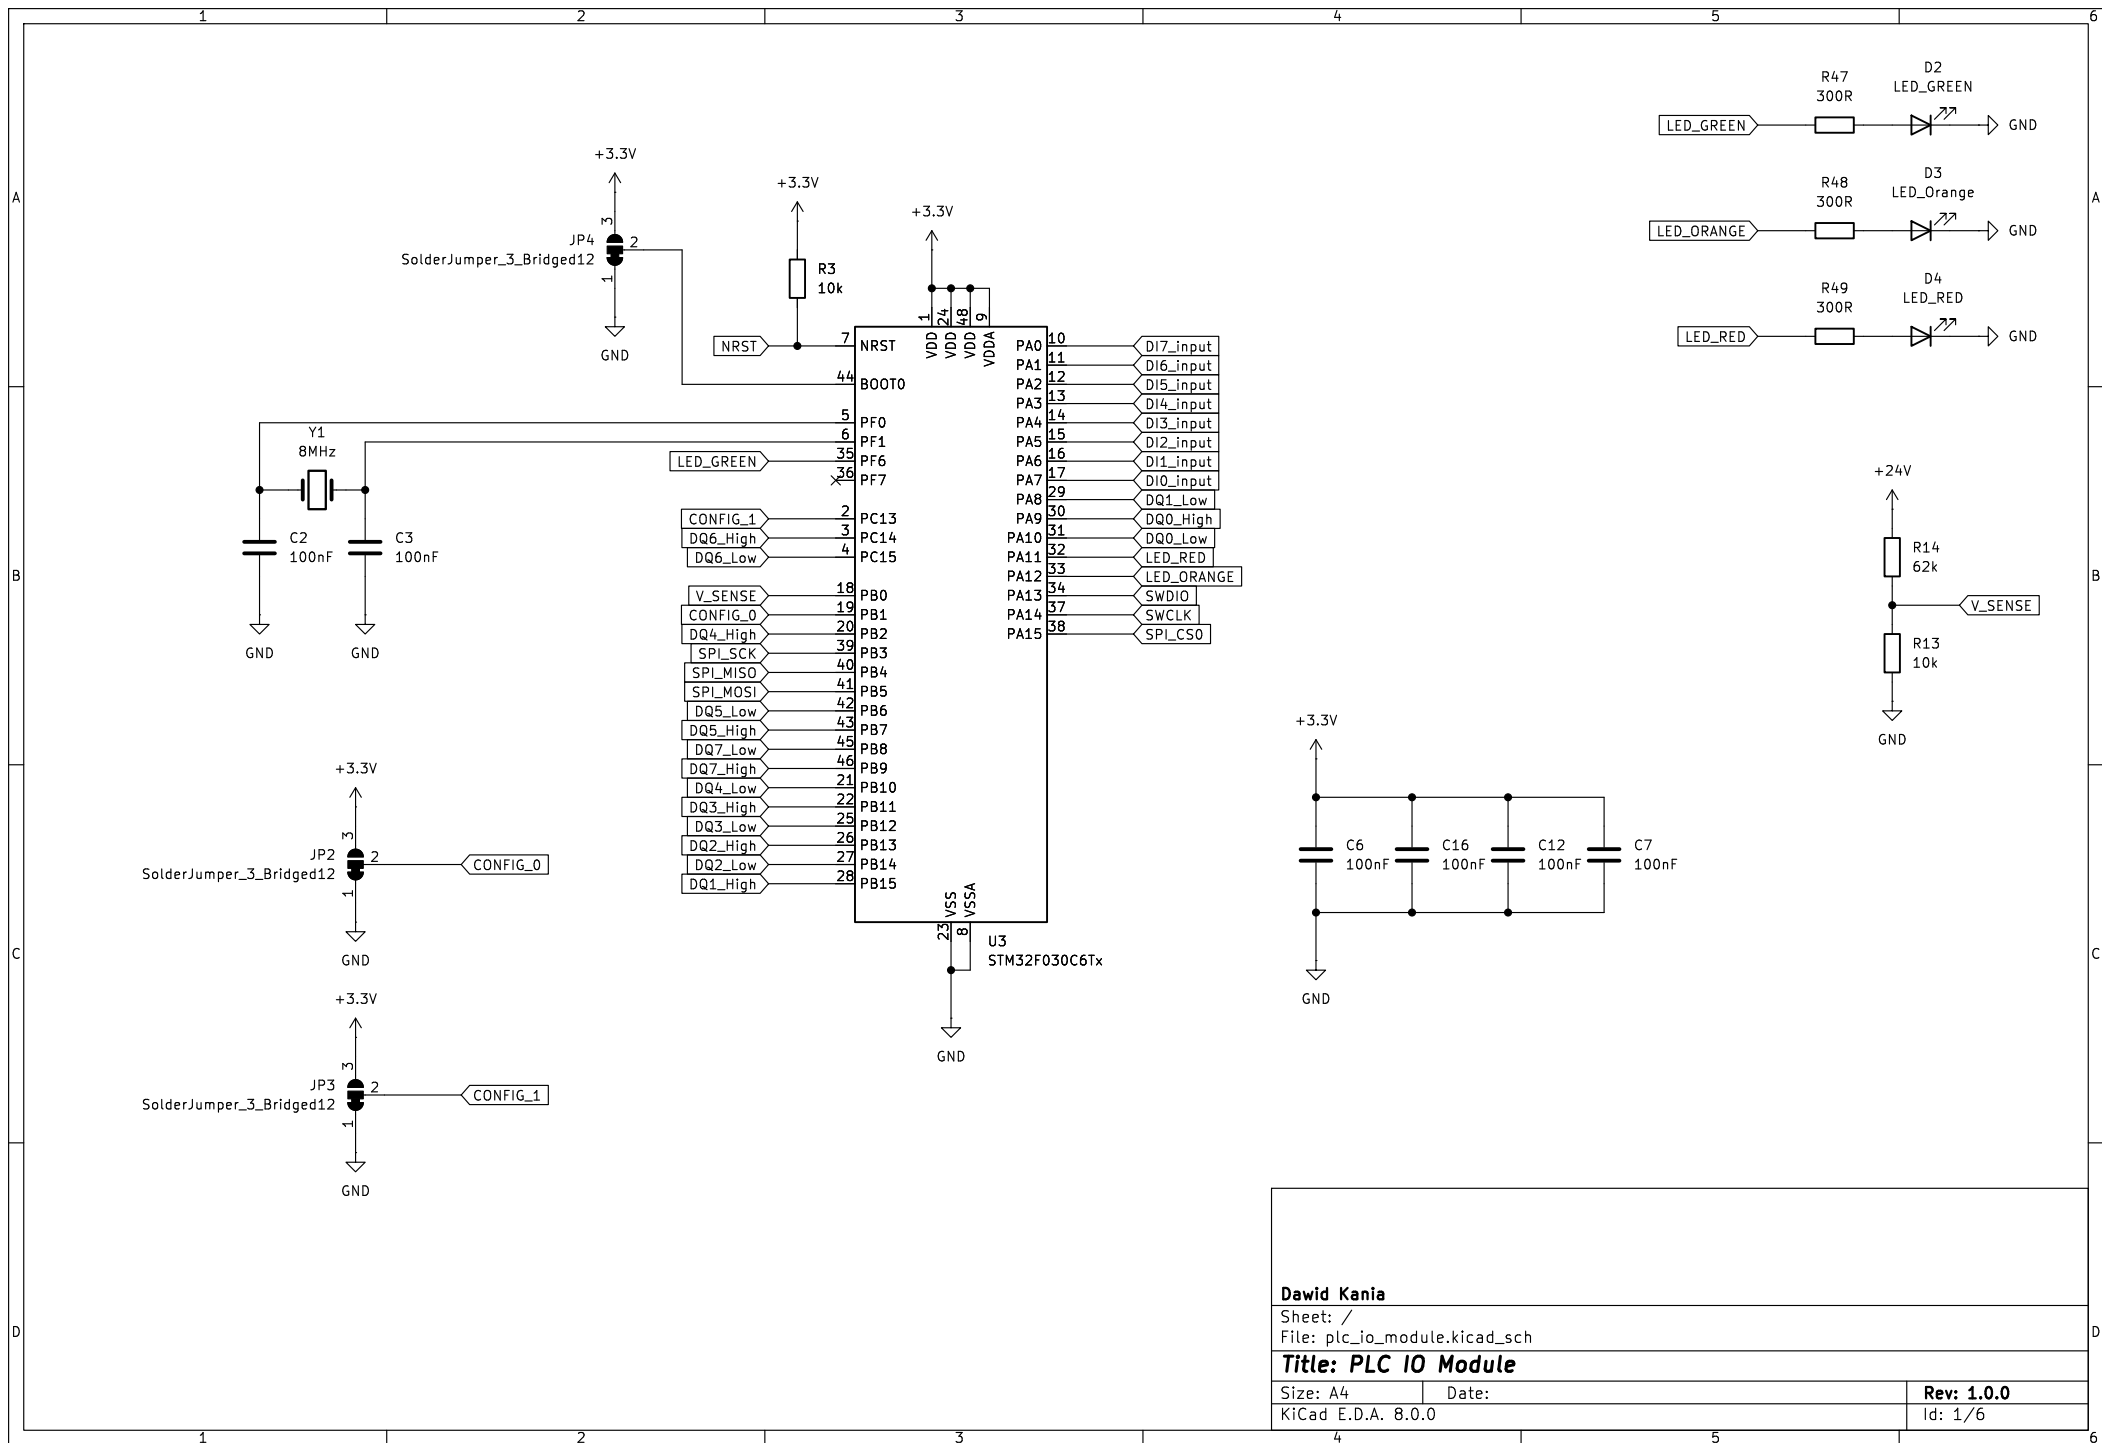 1 2 3 4 5 6
A
B
C
D
A
B
C
D
1 2 3 4 5 6
+3.3V
3
JP4
2
SolderJumper_3_Bridged12
1
GND
+3.3V
R3
10k
+3.3V
1 24 48 9
VDD VDD VDD VDDA
NRST 7 NRST
44 BOOT0
5 PF0
6 PF1
LED_GREEN 35 PF6
36 PF7
CONFIG_1 2 PC13
DQ6_High 3 PC14
DQ6_Low 4 PC15
V_SENSE 18 PB0
CONFIG_0 19 PB1
DQ4_High 20 PB2
SPI_SCK 39 PB3
SPI_MISO 40 PB4
SPI_MOSI 41 PB5
DQ5_Low 42 PB6
DQ5_High 43 PB7
DQ7_Low 45 PB8
DQ7_High 46 PB9
DQ4_Low 21 PB10
DQ3_High 22 PB11
DQ3_Low 25 PB12
DQ2_High 26 PB13
DQ2_Low 27 PB14
DQ1_High 28 PB15
PA0 10 DI7_input
PA1 11 DI6_input
PA2 12 DI5_input
PA3 13 DI4_input
PA4 14 DI3_input
PA5 15 DI2_input
PA6 16 DI1_input
PA7 17 DI0_input
PA8 29 DQ1_Low
PA9 30 DQ0_High
PA10 31 DQ0_Low
PA11 32 LED_RED
PA12 33 LED_ORANGE
PA13 34 SWDIO
PA14 37 SWCLK
PA15 38 SPI_CS0
VSS VSSA
23 8
U3
STM32F030C6Tx
GND
Y1
8MHz
C2
100nF
C3
100nF
GND
GND
+3.3V
3
JP2
2
SolderJumper_3_Bridged12
1
CONFIG_0
GND
+3.3V
3
JP3
2
SolderJumper_3_Bridged12
1
CONFIG_1
GND
R47
300R
D2
LED_GREEN
LED_GREEN
GND
R48
300R
D3
LED_Orange
LED_ORANGE
GND
R49
300R
D4
LED_RED
LED_RED
GND
+24V
R14
62k
V_SENSE
R13
10k
GND
+3.3V
C6
100nF
C16
100nF
C12
100nF
C7
100nF
GND
Dawid Kania
Sheet: /
File: plc_io_module.kicad_sch
Title: PLC IO Module
Size: A4 Date: Rev: 1.0.0
KiCad E.D.A. 8.0.0 Id: 1/6